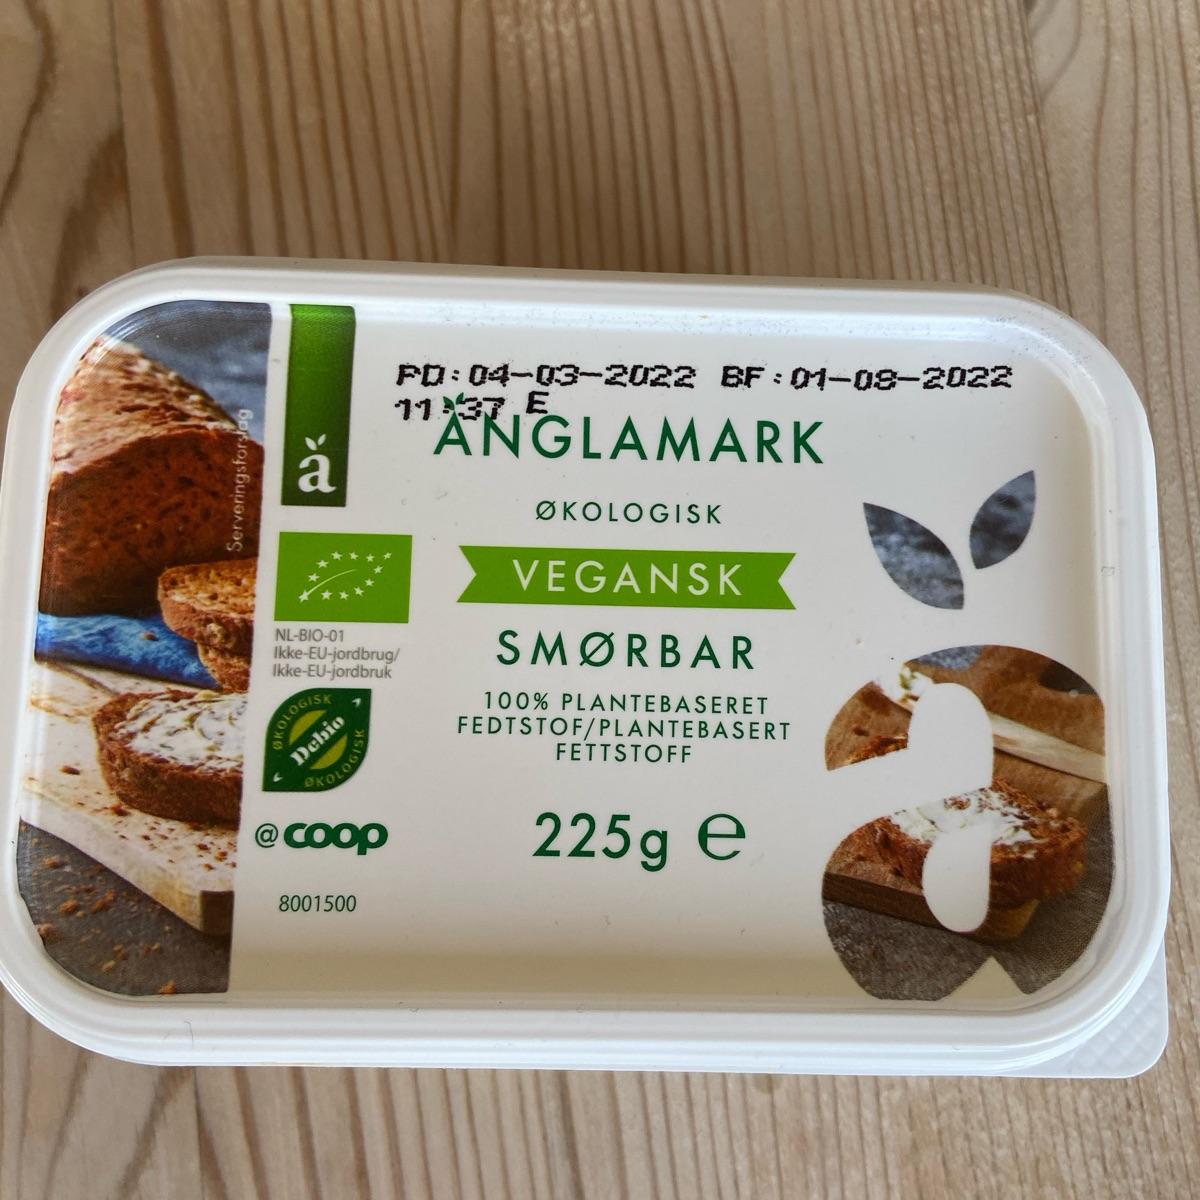 PD:04-03-2022 BF:01-08-2022
11:37 E
ÄNGLAMARK
ØKOLOGISK
VEGANSK
SMØRBAR
100% PLANTEBASERET
FEDTSTOF/PLANTEBASERT
FETTSTOFF
225g ℮
Serveringsforslag
ä
NL-BIO-01
Ikke-EU-jordbrug/
Ikke-EU-jordbruk
ØKOLOGISK
Debio
ØKOLOGISK
@coop
8001500